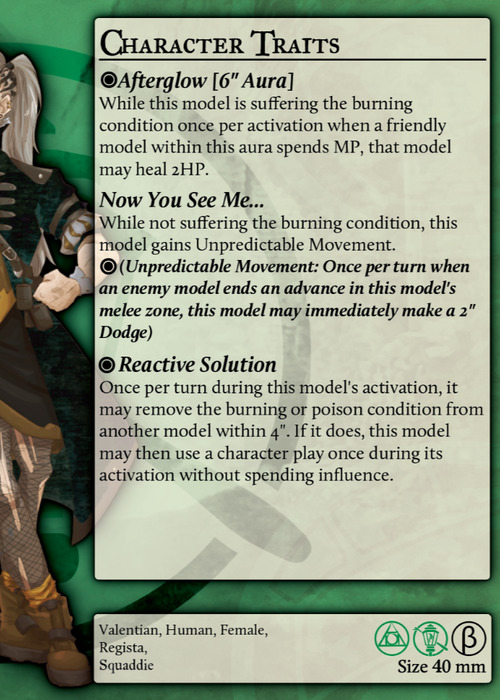 Character Traits
Afterglow [6" Aura]
While this model is suffering the burning
condition once per activation when a friendly
model within this aura spends MP, that model
may heal 2HP.
Now You See Me...
While not suffering the burning condition, this
model gains Unpredictable Movement.
(Unpredictable Movement: Once per turn when
an enemy model ends an advance in this model's
melee zone, this model may immediately make a 2"
Dodge)
Reactive Solution
Once per turn during this model's activation, it
may remove the burning or poison condition from
another model within 4". If it does, this model
may then use a character play once during its
activation without spending influence.
Valentian, Human, Female,
Regista,
Squaddie
β
Size 40 mm